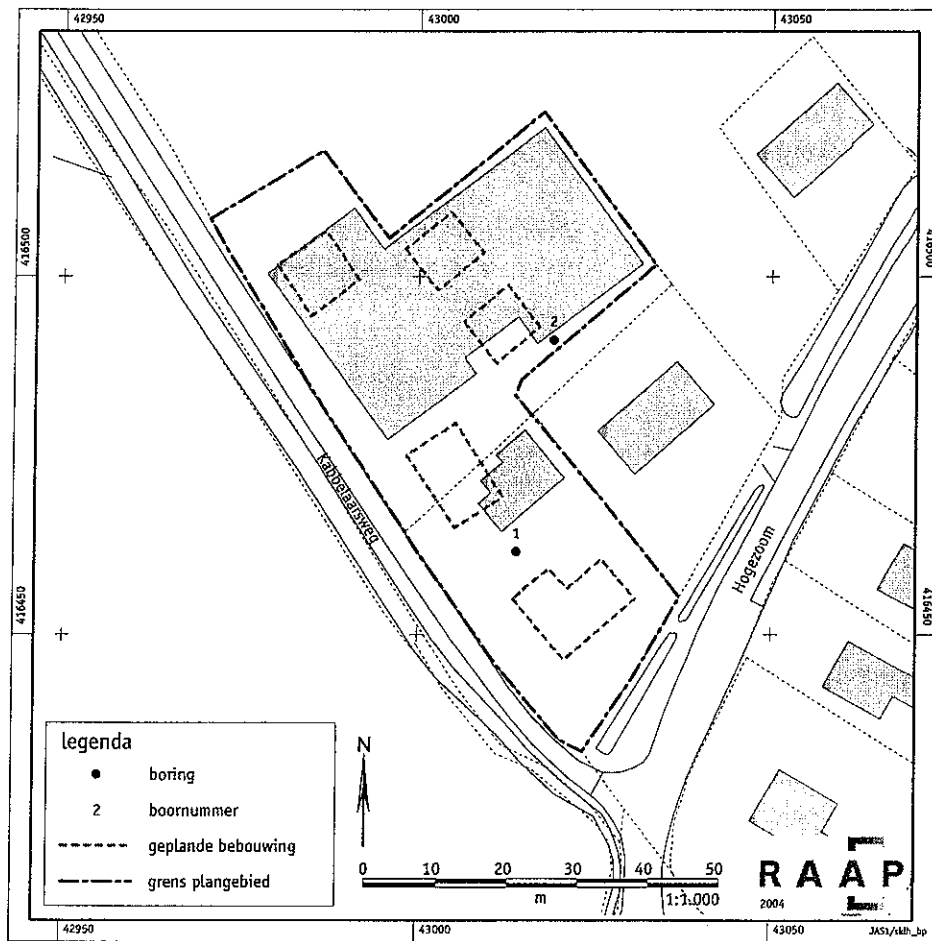 42950
43000
43050
416500
416500
2
Kabbelaarsweg
1
Hogezoom
416450
416450
legenda
boring
2 boornummer
geplande bebouwing
grens plangebied
N
0 10 20 30 40 50
m 1:1.000
RAAP
2004
42950
43000
43050
JAS1/sklh_bp